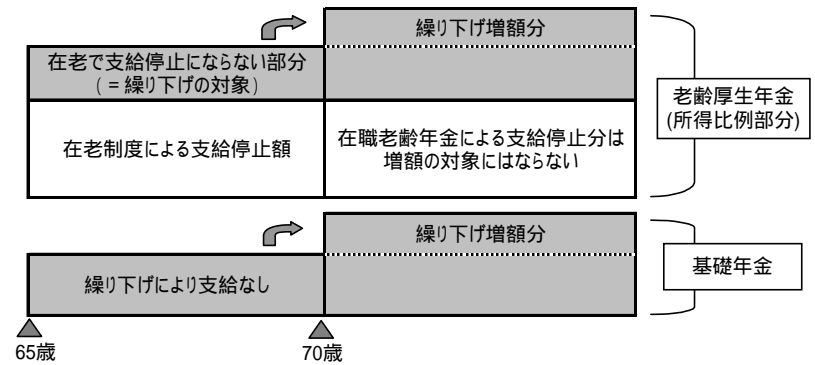 繰り下げ増額分
在老で支給停止にならない部分
(=繰り下げの対象)
老齢厚生年金
(所得比例部分)
在老制度による支給停止額
在職老齢年金による支給停止分は
増額の対象にはならない
繰り下げ増額分
基礎年金
繰り下げにより支給なし
65歳
70歳